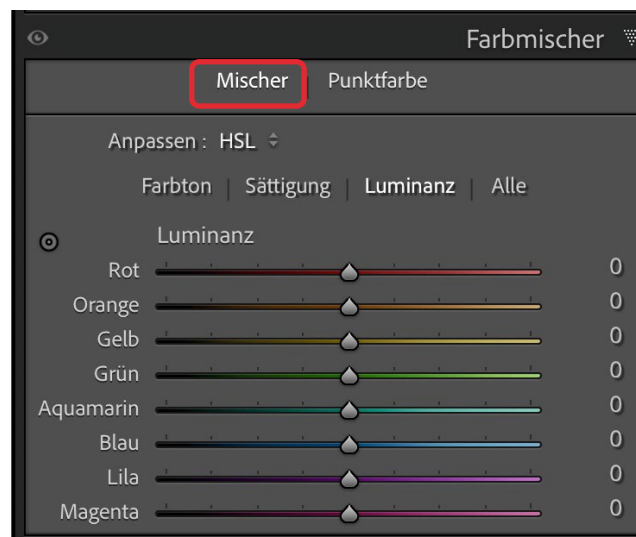 Farbmischer
Mischer | Punktfarbe
Anpassen : HSL
Farbton | Sättigung | Luminanz | Alle
Luminanz
Rot 0
Orange 0
Gelb 0
Grün 0
Aquamarin 0
Blau 0
Lila 0
Magenta 0